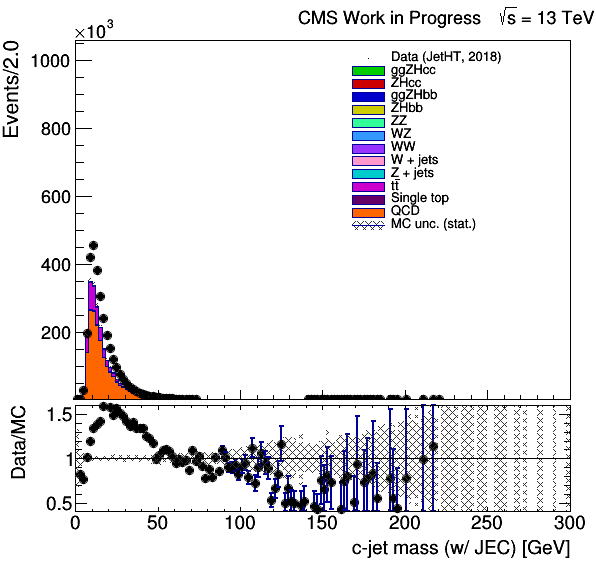 CMS Work in Progress √s = 13 TeV
×10³
Events/2.0
1000
800
600
400
200
Data (JetHT, 2018)
ggZHcc
ZHcc
ggZHbb
ZHbb
ZZ
WZ
WW
W + jets
Z + jets
tt̄
Single top
QCD
MC unc. (stat.)
Data/MC
1.5
1
0.5
0 50 100 150 200 250 300
c-jet mass (w/ JEC) [GeV]